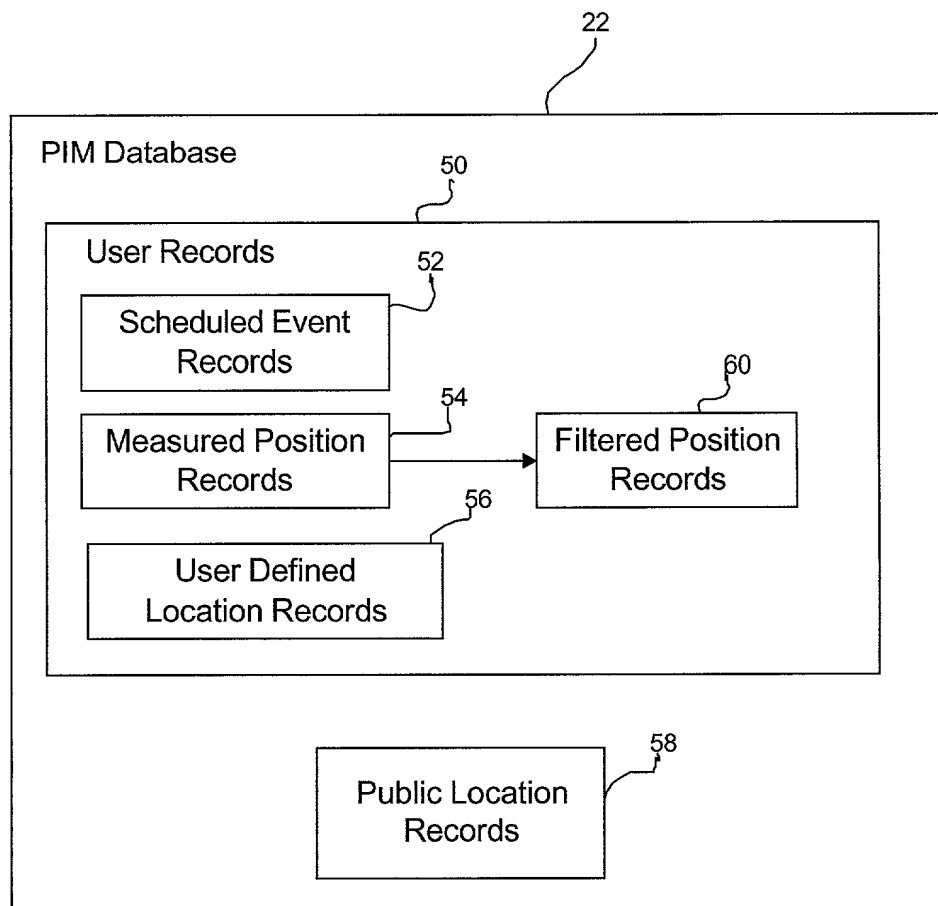 22
PIM Database
50
User Records
52
Scheduled Event
Records
54
Measured Position
Records
60
Filtered Position
Records
56
User Defined
Location Records
58
Public Location
Records